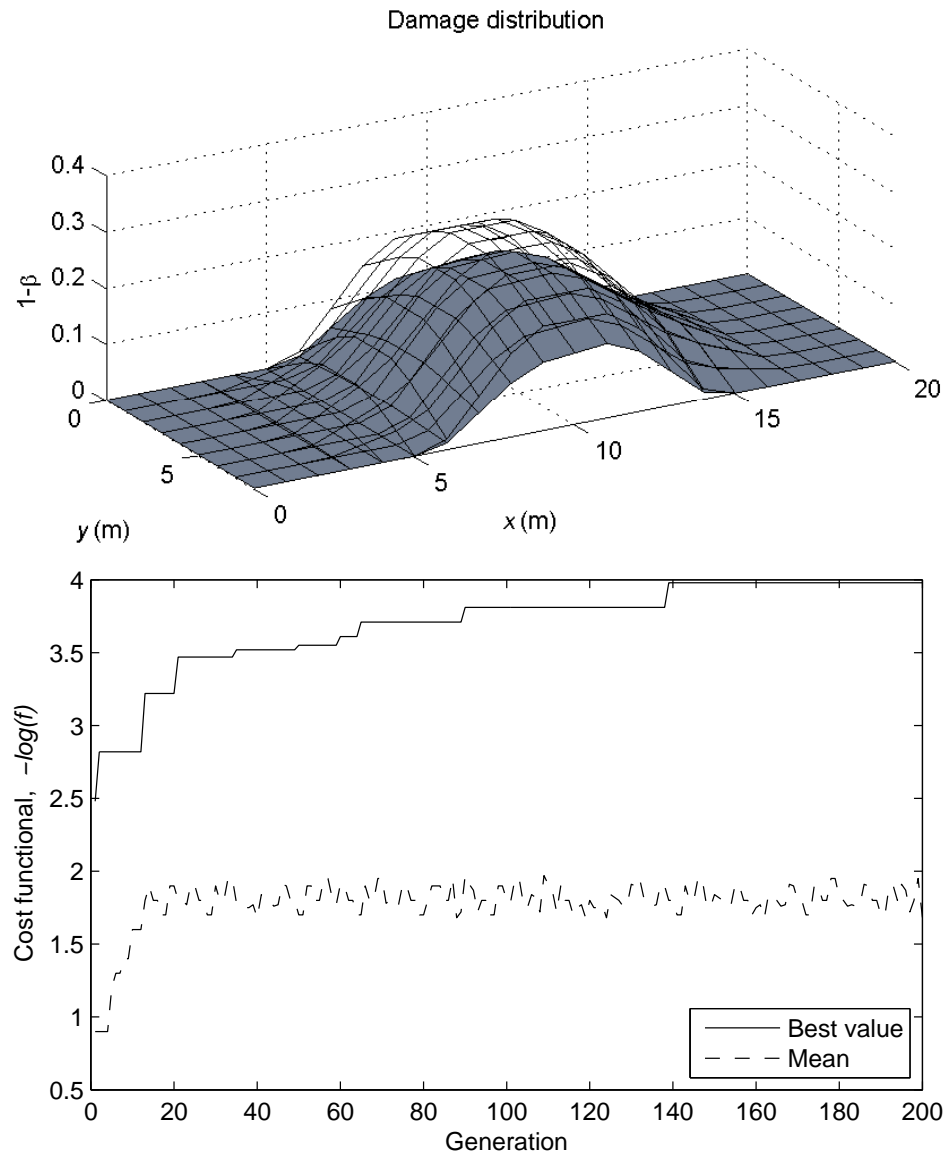 Damage distribution
0.4
0.3
0.2
0.1
0
1-β
0
5
y (m)
0
5
10
15
20
x (m)
4
3.5
3
2.5
2
1.5
1
0.5
Cost functional, −log(f)
Best value
Mean
0 20 40 60 80 100 120 140 160 180 200
Generation